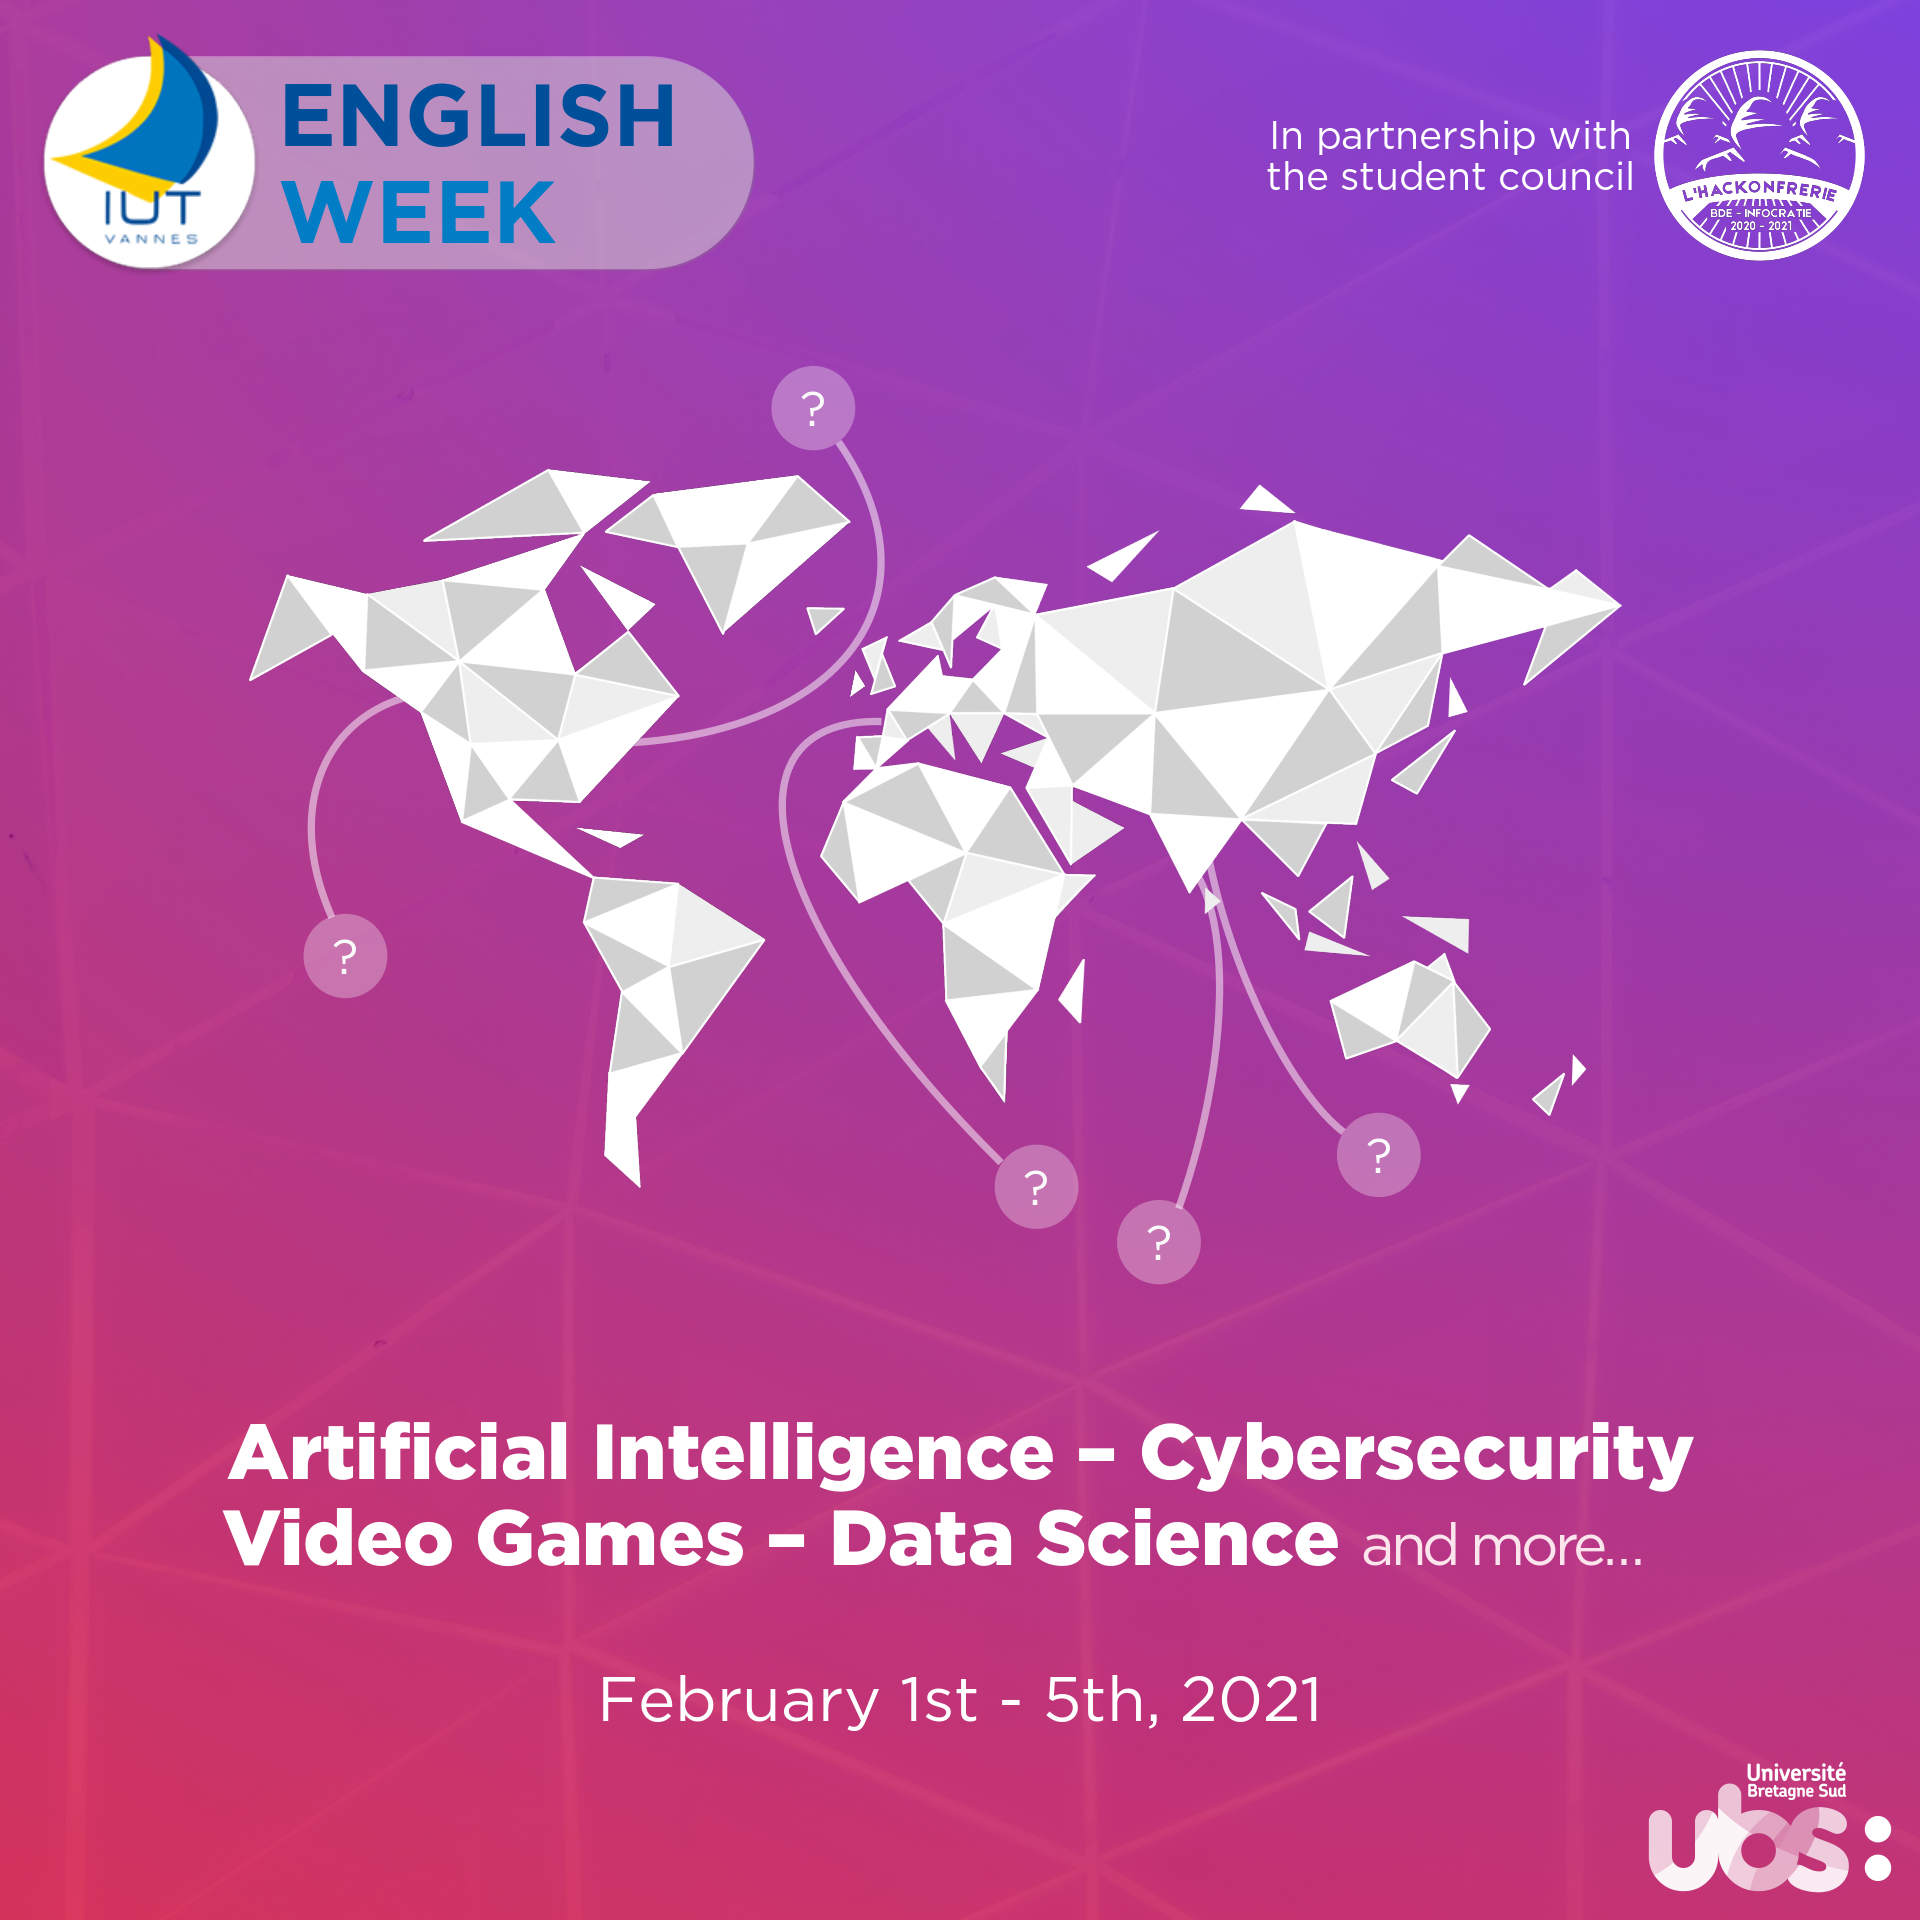 ENGLISH
WEEK
IUT
VANNES
In partnership with
the student council
L'HACKONFRERIE
BDE - INFOCRATIE
2020 - 2021
?
?
?
?
?
Artificial Intelligence – Cybersecurity
Video Games – Data Science and more...
February 1st - 5th, 2021
Université
Bretagne Sud
ubs: